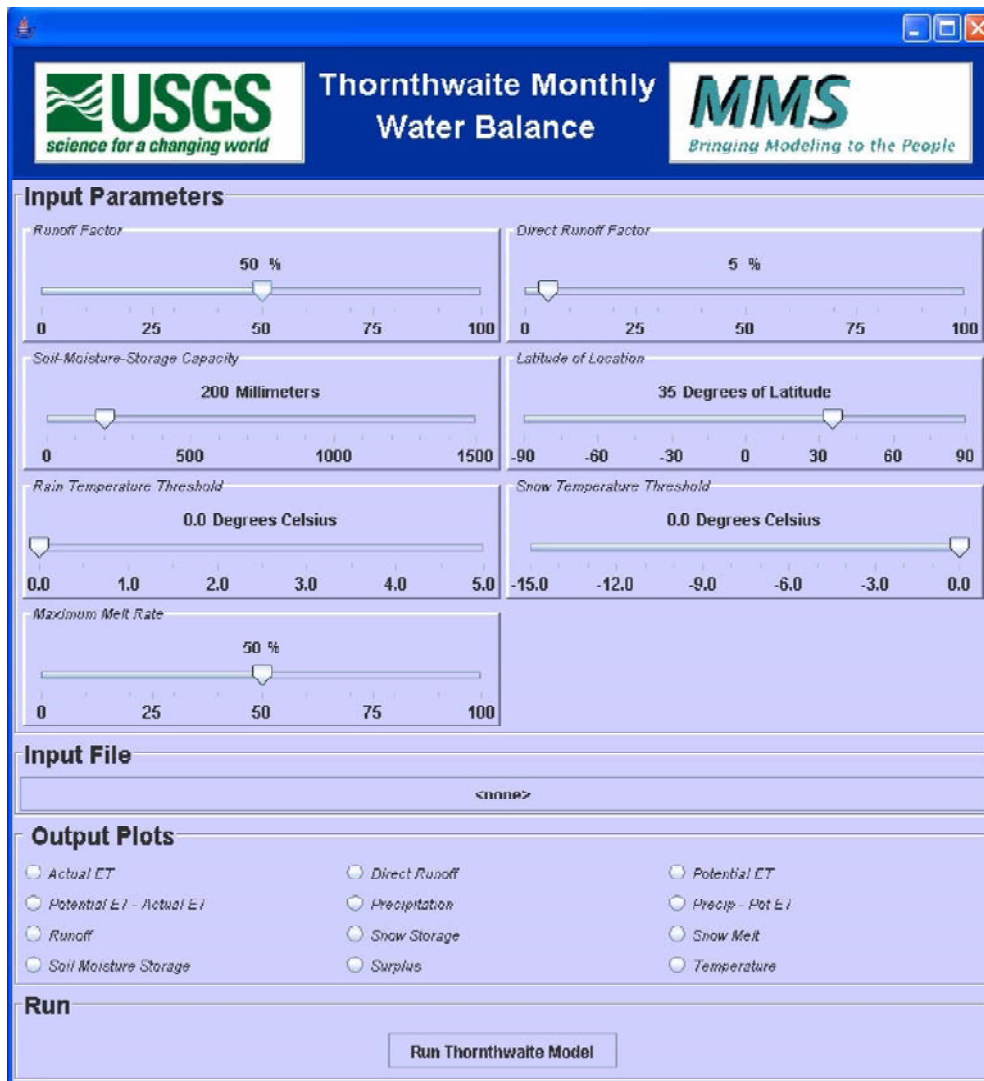 USGS
science for a changing world
Thornthwaite Monthly
Water Balance
MMS
Bringing Modeling to the People
Input Parameters
Runoff Factor
50 %
0 25 50 75 100
Direct Runoff Factor
5 %
0 25 50 75 100
Soil-Moisture-Storage Capacity
200 Millimeters
0 500 1000 1500
Latitude of Location
35 Degrees of Latitude
-90 -60 -30 0 30 60 90
Rain Temperature Threshold
0.0 Degrees Celsius
0.0 1.0 2.0 3.0 4.0 5.0
Snow Temperature Threshold
0.0 Degrees Celsius
-15.0 -12.0 -9.0 -6.0 -3.0 0.0
Maximum Melt Rate
50 %
0 25 50 75 100
Input File
<none>
Output Plots
Actual ET Direct Runoff Potential ET
Potential ET - Actual ET Precipitation Precip - Pot ET
Runoff Snow Storage Snow Melt
Soil Moisture Storage Surplus Temperature
Run
Run Thornthwaite Model